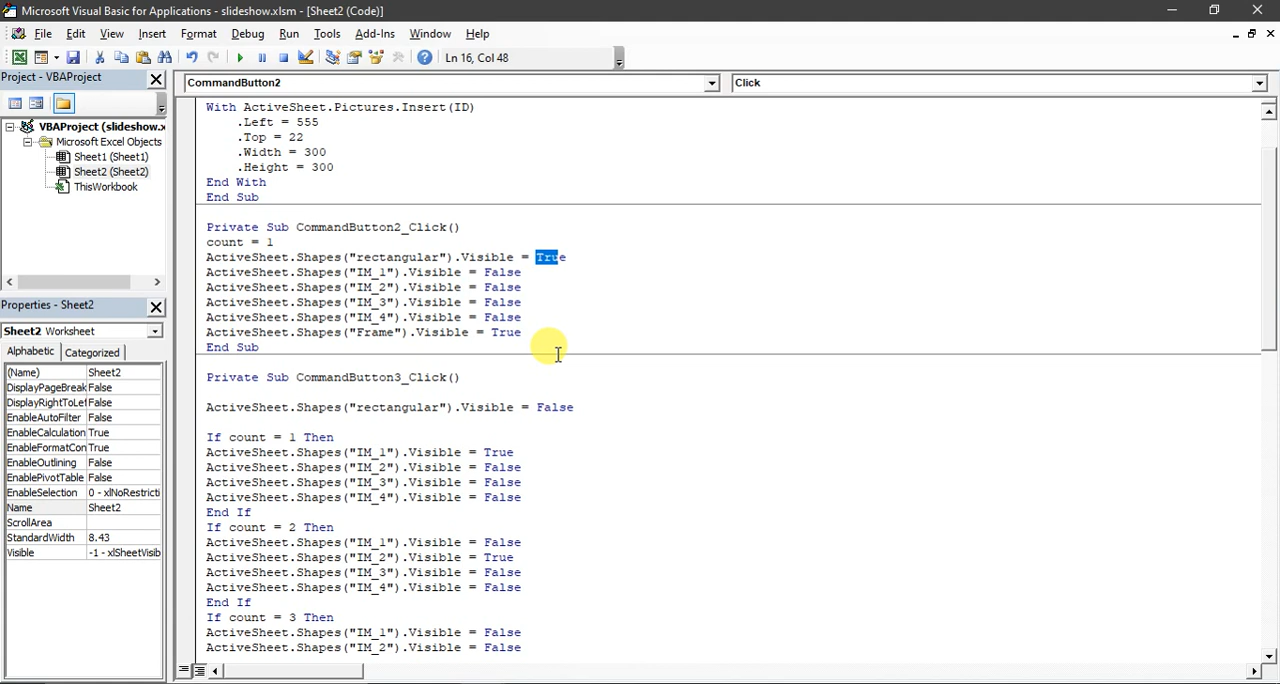 Microsoft Visual Basic for Applications - slideshow.xlsm - [Sheet2 (Code)]
File Edit View Insert Format Debug Run Tools Add-Ins Window Help
Ln 16, Col 48
Project - VBAProject
CommandButton2
Click
VBAProject (slideshow.x
Microsoft Excel Objects
Sheet1 (Sheet1)
Sheet2 (Sheet2)
ThisWorkbook
Properties - Sheet2
Sheet2 Worksheet
Alphabetic Categorized
(Name) Sheet2
DisplayPageBreak False
DisplayRightToLef False
EnableAutoFilter False
EnableCalculation True
EnableFormatCon True
EnableOutlining False
EnablePivotTable False
EnableSelection 0 - xlNoRestricti
Name Sheet2
ScrollArea
StandardWidth 8.43
Visible -1 - xlSheetVisib
With ActiveSheet.Pictures.Insert(ID)
.Left = 555
.Top = 22
.Width = 300
.Height = 300
End With
End Sub
Private Sub CommandButton2_Click()
count = 1
ActiveSheet.Shapes("rectangular").Visible = True
ActiveSheet.Shapes("IM_1").Visible = False
ActiveSheet.Shapes("IM_2").Visible = False
ActiveSheet.Shapes("IM_3").Visible = False
ActiveSheet.Shapes("IM_4").Visible = False
ActiveSheet.Shapes("Frame").Visible = True
End Sub
Private Sub CommandButton3_Click()
ActiveSheet.Shapes("rectangular").Visible = False
If count = 1 Then
ActiveSheet.Shapes("IM_1").Visible = True
ActiveSheet.Shapes("IM_2").Visible = False
ActiveSheet.Shapes("IM_3").Visible = False
ActiveSheet.Shapes("IM_4").Visible = False
End If
If count = 2 Then
ActiveSheet.Shapes("IM_1").Visible = False
ActiveSheet.Shapes("IM_2").Visible = True
ActiveSheet.Shapes("IM_3").Visible = False
ActiveSheet.Shapes("IM_4").Visible = False
End If
If count = 3 Then
ActiveSheet.Shapes("IM_1").Visible = False
ActiveSheet.Shapes("IM_2").Visible = False